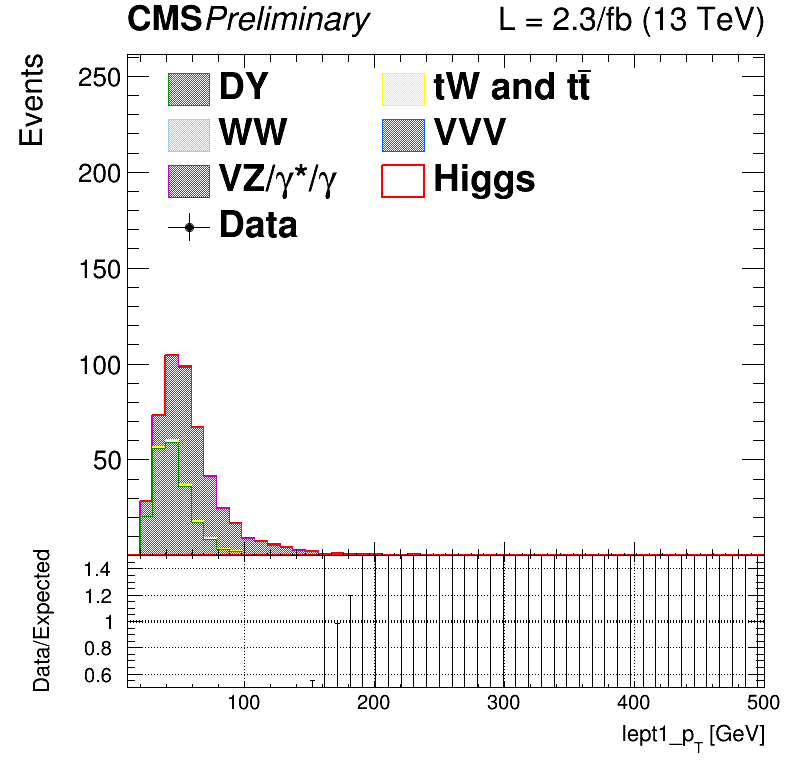 CMS Preliminary L = 2.3/fb (13 TeV)
Events
250
200
150
100
50
DY
tW and tt̄
WW
VVV
VZ/γ*/γ
Higgs
Data
Data/Expected
1.4
1.2
1
0.8
0.6
100 200 300 400 500
lept1_p_T [GeV]